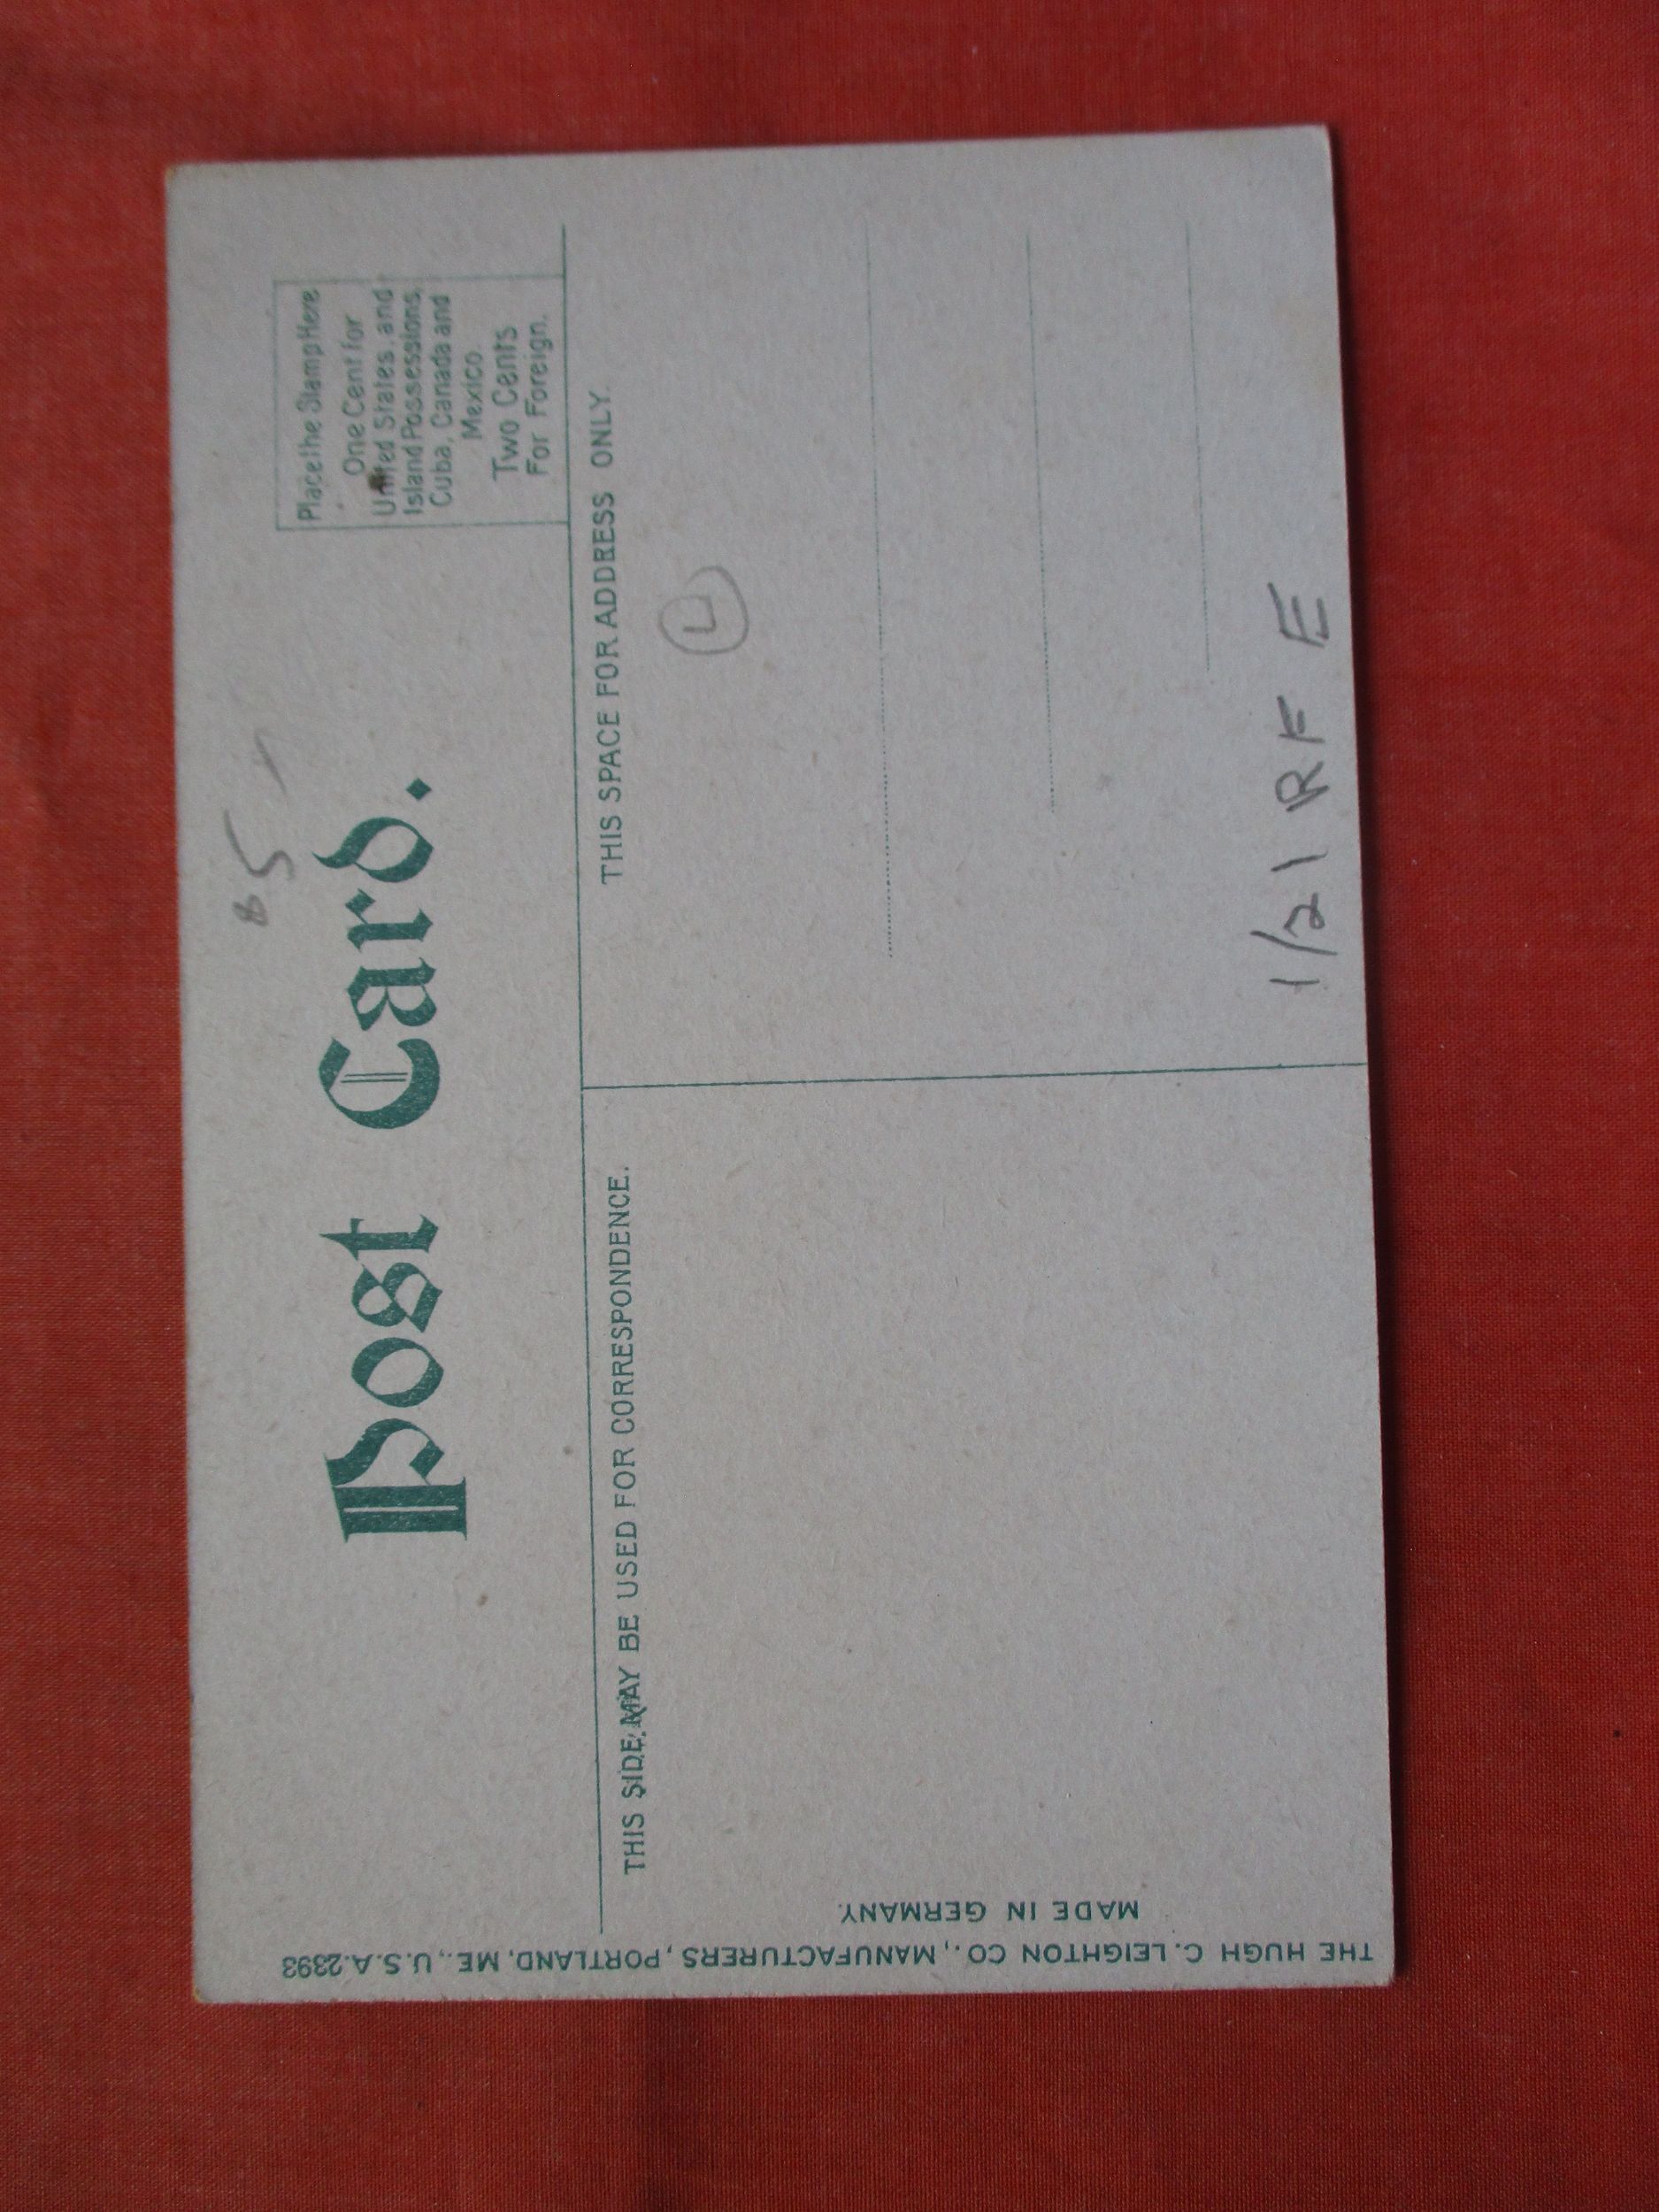 85-
Post Card.
Place the Stamp Here
One Cent for
United States, and
Island Possessions,
Cuba, Canada and
Mexico.
Two Cents
For Foreign.
THIS SIDE MAY BE USED FOR CORRESPONDENCE.
THIS SPACE FOR ADDRESS ONLY.
L
1/21 RF E
MADE IN GERMANY.
THE HUGH C. LEIGHTON CO., MANUFACTURERS, PORTLAND, ME., U.S.A. 2393